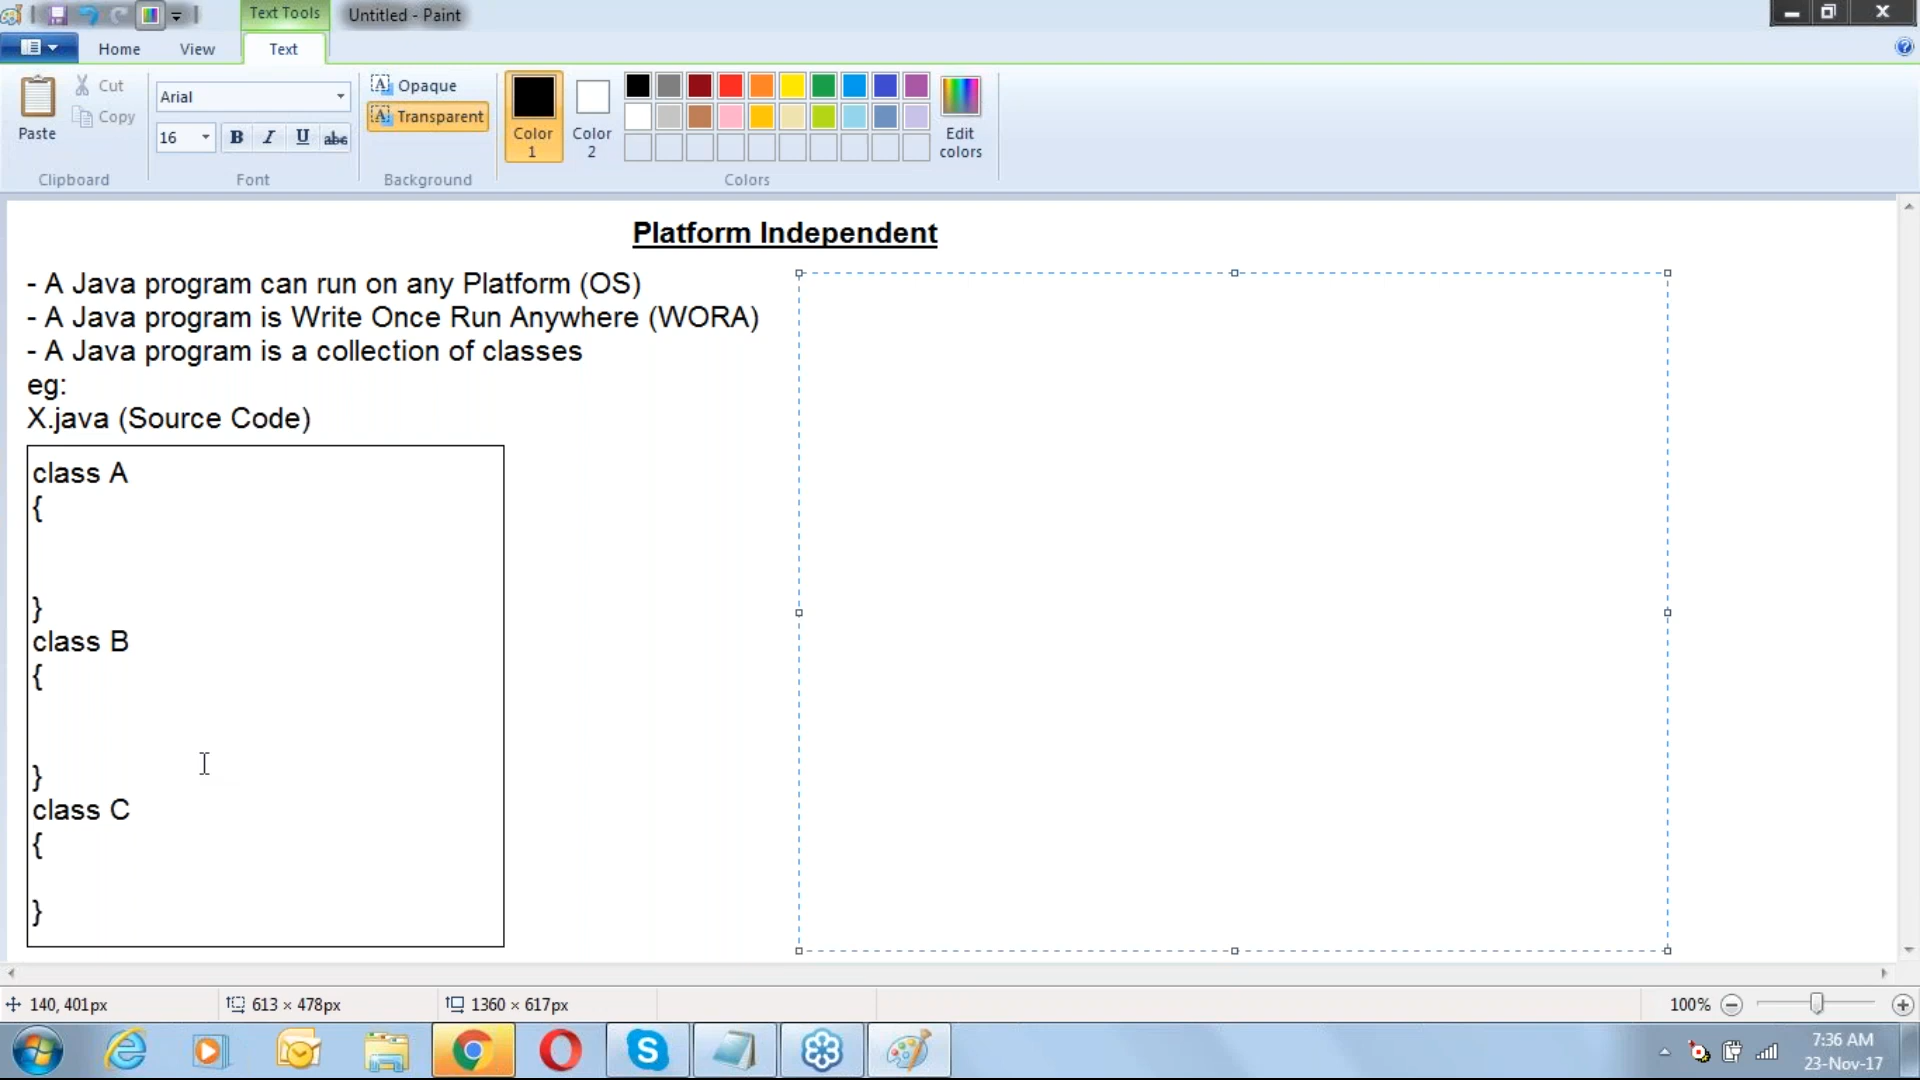 Text Tools
Untitled - Paint
Home
View
Text
Paste
Cut
Copy
Clipboard
Arial
16
B
I
U
abc
Font
Opaque
Transparent
Background
Color
1
Color
2
Edit
colors
Colors
Platform Independent
- A Java program can run on any Platform (OS)
- A Java program is Write Once Run Anywhere (WORA)
- A Java program is a collection of classes
eg:
X.java (Source Code)
class A
{
}
class B
{
}
class C
{
}
140, 401px
613 × 478px
1360 × 617px
100%
7:36 AM
23-Nov-17